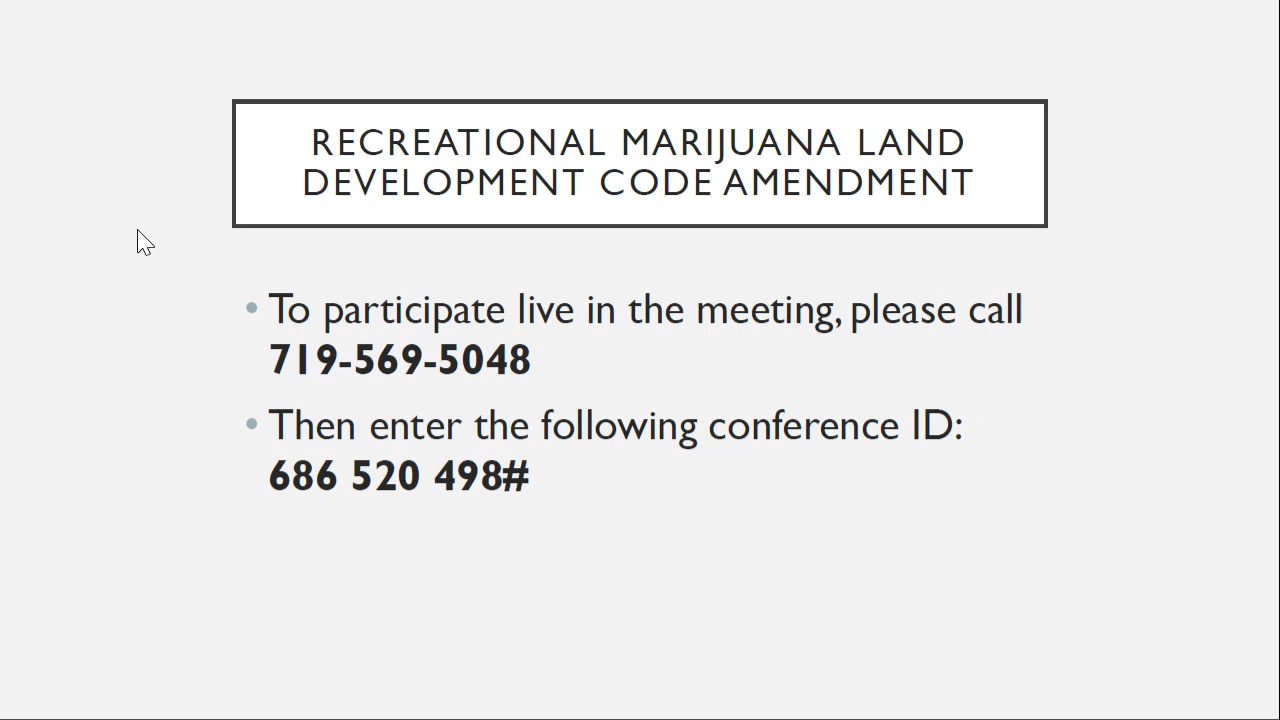 RECREATIONAL MARIJUANA LAND
DEVELOPMENT CODE AMENDMENT
• To participate live in the meeting, please call
719-569-5048
• Then enter the following conference ID:
686 520 498#